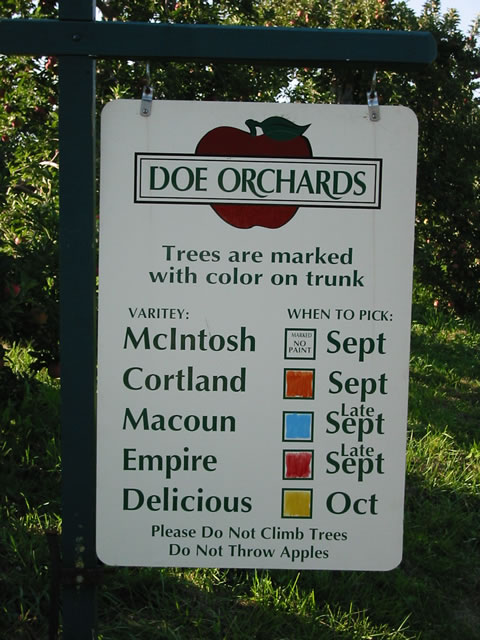 DOE ORCHARDS
Trees are marked
with color on trunk
VARITEY: WHEN TO PICK:
McIntosh MARKED NO PAINT Sept
Cortland Sept
Macoun Late Sept
Empire Late Sept
Delicious Oct
Please Do Not Climb Trees
Do Not Throw Apples